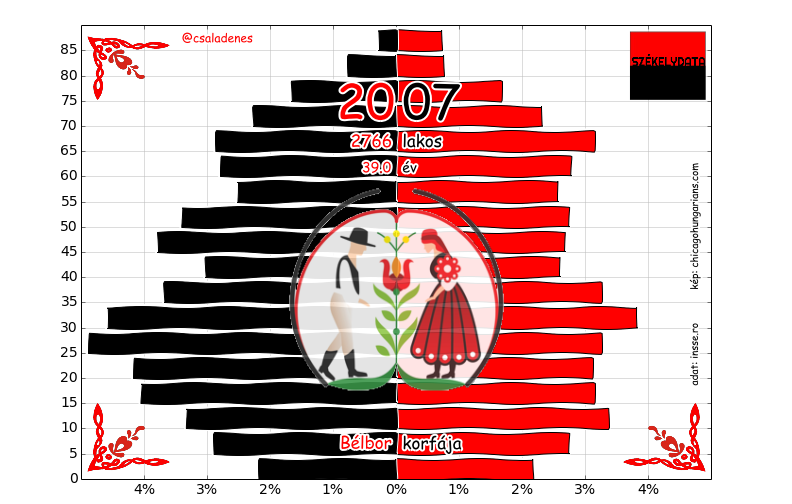 @csaladenes
SZÉKELYDATA
2007
2766 lakos
39.0 év
kép: chicagohungarians.com
adat: insse.ro
Bélbor korfája
85
80
75
70
65
60
55
50
45
40
35
30
25
20
15
10
5
0
4% 3% 2% 1% 0% 1% 2% 3% 4%